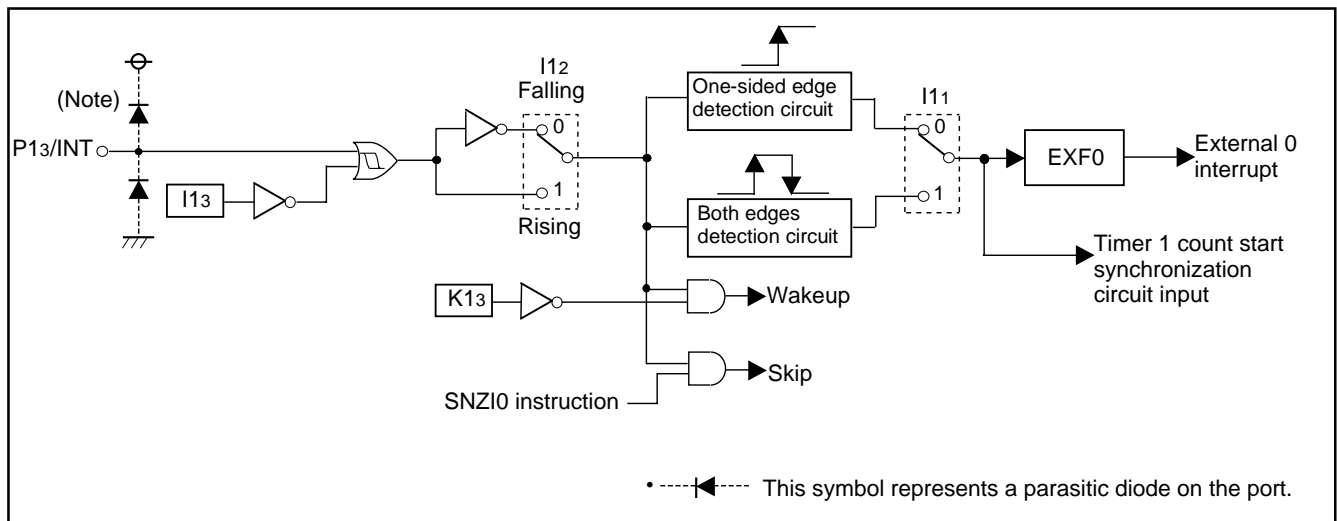 (Note)
P13/INT
I13
I12
Falling
0
1
Rising
One-sided edge
detection circuit
Both edges
detection circuit
I11
0
1
EXF0
External 0
interrupt
Timer 1 count start
synchronization
circuit input
K13
Wakeup
Skip
SNZI0 instruction
• This symbol represents a parasitic diode on the port.